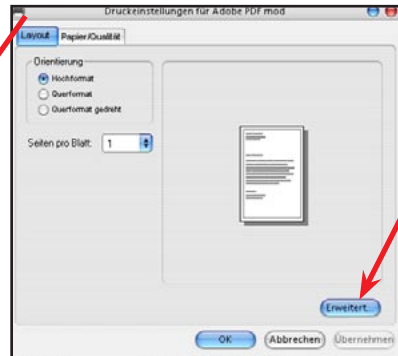 Druckeinstellungen für Adobe PDF mod
Layout Papier/Qualität
Orientierung
Hochformat
Querformat
Querformat gedreht
Seiten pro Blatt: 1
Erweitert...
OK Abbrechen Übernehmen